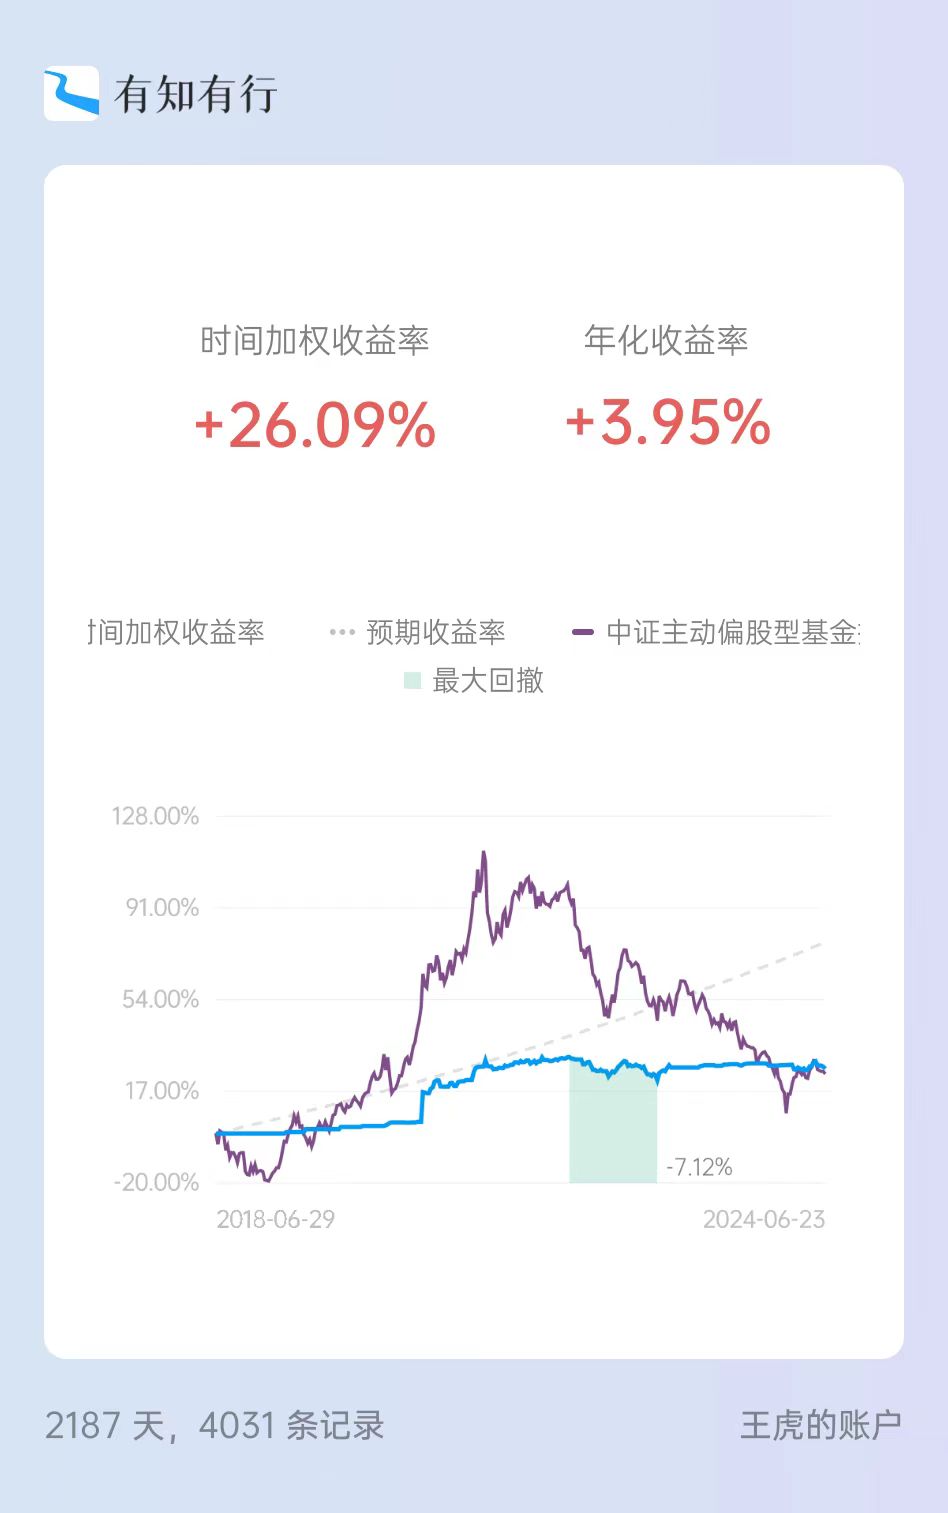 有知有行
时间加权收益率 年化收益率
+26.09% +3.95%
间加权收益率 预期收益率 中证主动偏股型基金
最大回撤
128.00%
91.00%
54.00%
17.00%
-20.00%
-7.12%
2018-06-29 2024-06-23
2187 天，4031 条记录 王虎的账户